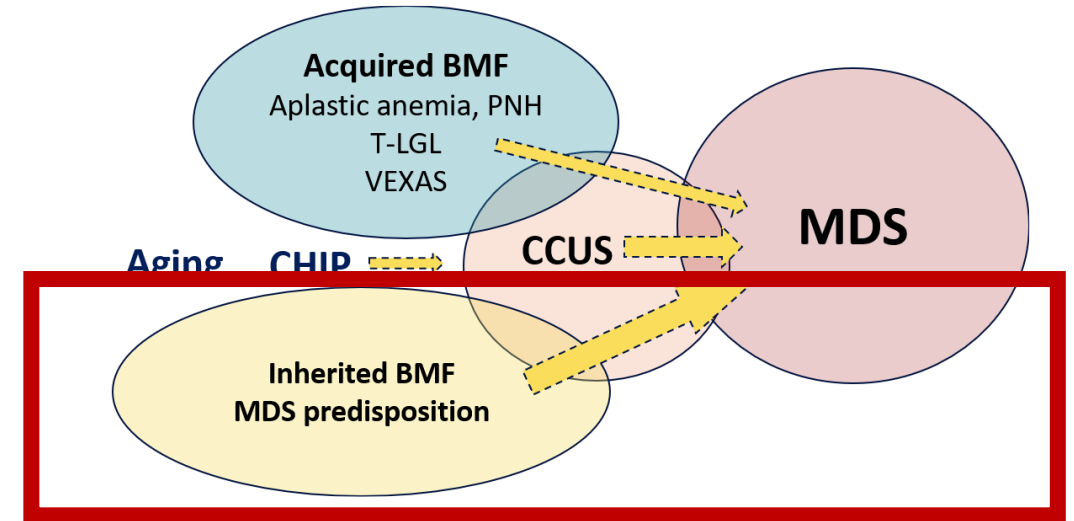 Acquired BMF
Aplastic anemia, PNH
T-LGL
VEXAS
MDS
CCUS
Aging CHIP
Inherited BMF
MDS predisposition